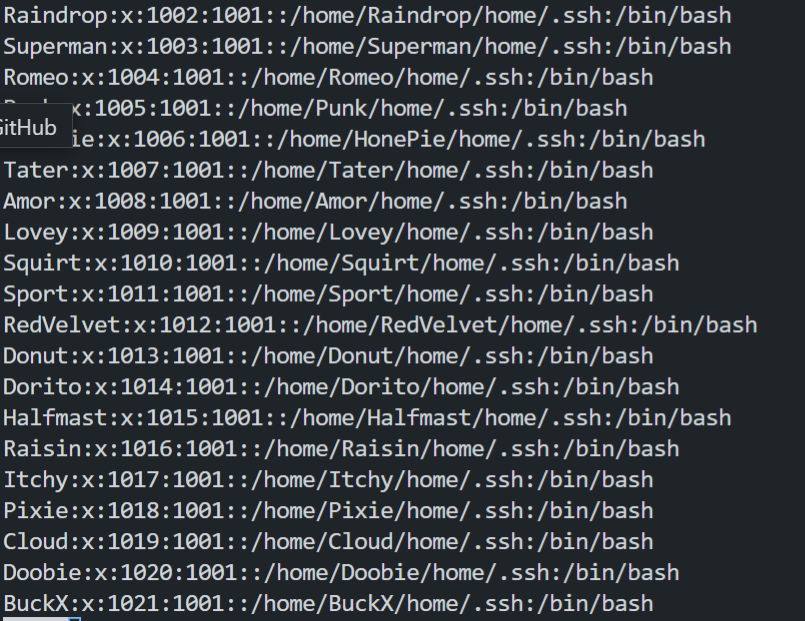 Raindrop:x:1002:1001::/home/Raindrop/home/.ssh:/bin/bash
Superman:x:1003:1001::/home/Superman/home/.ssh:/bin/bash
Romeo:x:1004:1001::/home/Romeo/home/.ssh:/bin/bash
x:1005:1001::/home/Punk/home/.ssh:/bin/bash
GitHub
ie:x:1006:1001::/home/HonePie/home/.ssh:/bin/bash
Tater:x:1007:1001::/home/Tater/home/.ssh:/bin/bash
Amor:x:1008:1001::/home/Amor/home/.ssh:/bin/bash
Lovey:x:1009:1001::/home/Lovey/home/.ssh:/bin/bash
Squirt:x:1010:1001::/home/Squirt/home/.ssh:/bin/bash
Sport:x:1011:1001::/home/Sport/home/.ssh:/bin/bash
RedVelvet:x:1012:1001::/home/RedVelvet/home/.ssh:/bin/bash
Donut:x:1013:1001::/home/Donut/home/.ssh:/bin/bash
Dorito:x:1014:1001::/home/Dorito/home/.ssh:/bin/bash
Halfmast:x:1015:1001::/home/Halfmast/home/.ssh:/bin/bash
Raisin:x:1016:1001::/home/Raisin/home/.ssh:/bin/bash
Itchy:x:1017:1001::/home/Itchy/home/.ssh:/bin/bash
Pixie:x:1018:1001::/home/Pixie/home/.ssh:/bin/bash
Cloud:x:1019:1001::/home/Cloud/home/.ssh:/bin/bash
Doobie:x:1020:1001::/home/Doobie/home/.ssh:/bin/bash
BuckX:x:1021:1001::/home/BuckX/home/.ssh:/bin/bash